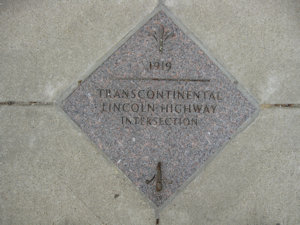 1919
TRANSCONTINENTAL
LINCOLN HIGHWAY
INTERSECTION